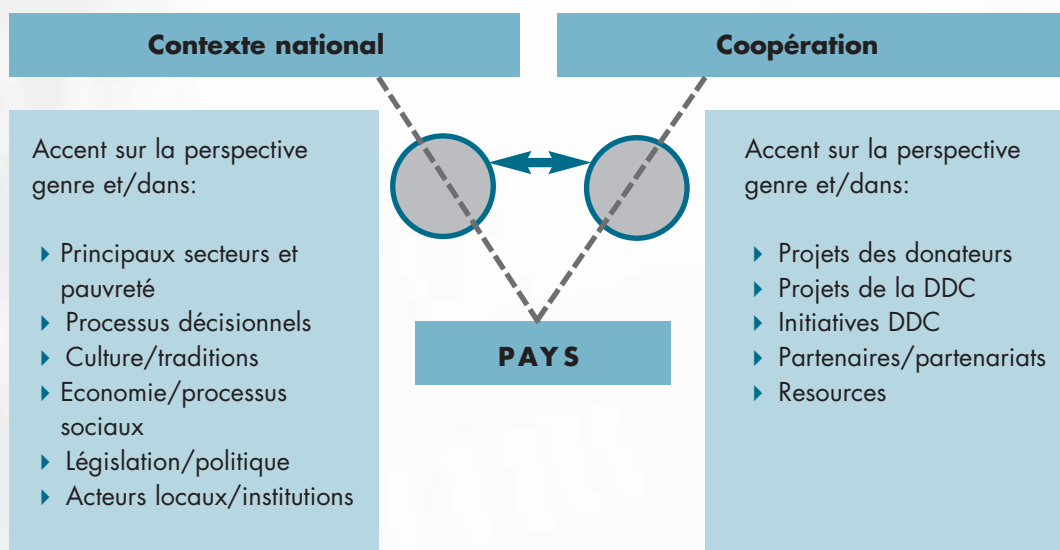 Contexte national
Coopération
Accent sur la perspective
genre et/dans:
Principaux secteurs et
pauvreté
Processus décisionnels
Culture/traditions
Economie/processus
sociaux
Législation/politique
Acteurs locaux/institutions
PAYS
Accent sur la perspective
genre et/dans:
Projets des donateurs
Projets de la DDC
Initiatives DDC
Partenaires/partenariats
Resources